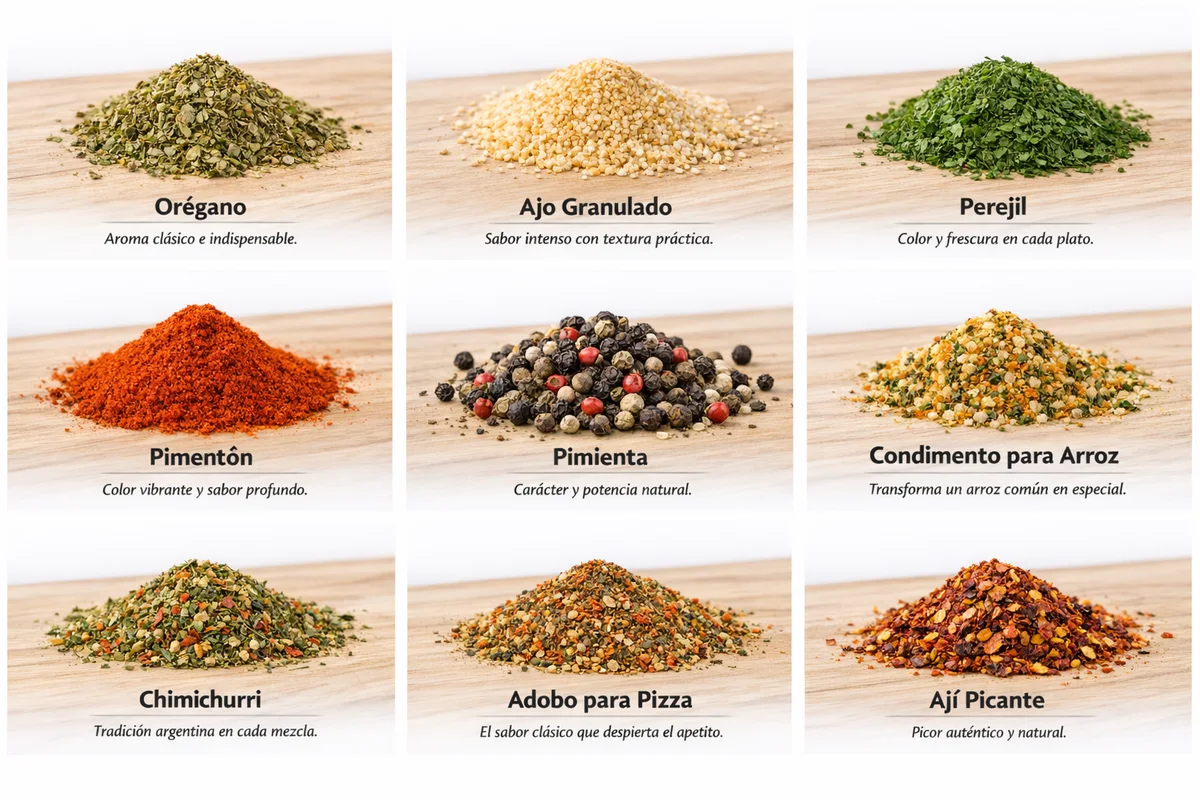 Orégano
Aroma clásico e indispensable.
Ajo Granulado
Sabor intenso con textura práctica.
Perejil
Color y frescura en cada plato.
Pimentôn
Color vibrante y sabor profundo.
Pimienta
Carácter y potencia natural.
Condimento para Arroz
Transforma un arroz común en especial.
Chimichurri
Tradición argentina en cada mezcla.
Adobo para Pizza
El sabor clásico que despierta el apetito.
Ají Picante
Picor auténtico y natural.